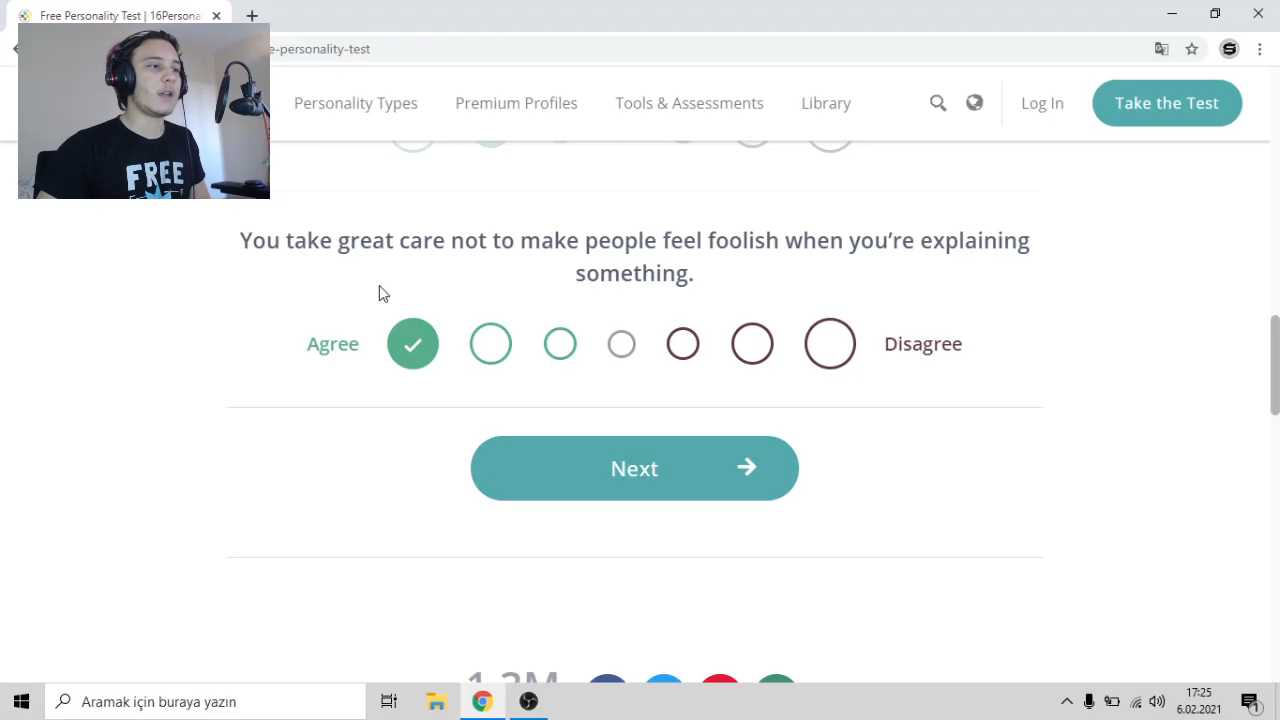 Free Personality Test | 16Persona
e-personality-test
Personality Types
Premium Profiles
Tools & Assessments
Library
Log In
Take the Test
FREE
You take great care not to make people feel foolish when you’re explaining
something.
Agree
Disagree
Next
Aramak için buraya yazın
17:25
6.02.2021